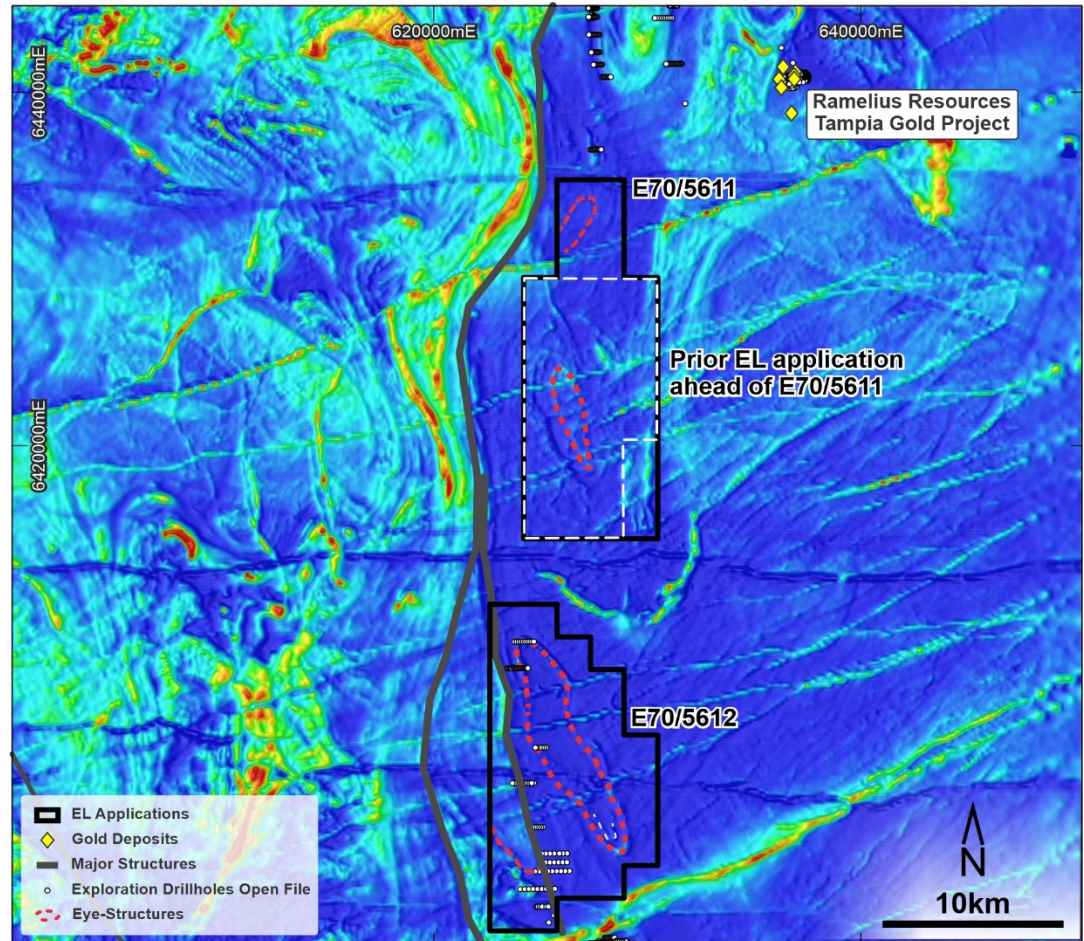 620000mE
640000mE
6440000mE
Ramelius Resources
Tampia Gold Project
E70/5611
Prior EL application
ahead of E70/5611
6420000mE
E70/5612
EL Applications
Gold Deposits
Major Structures
Exploration Drillholes Open File
Eye-Structures
N
10km